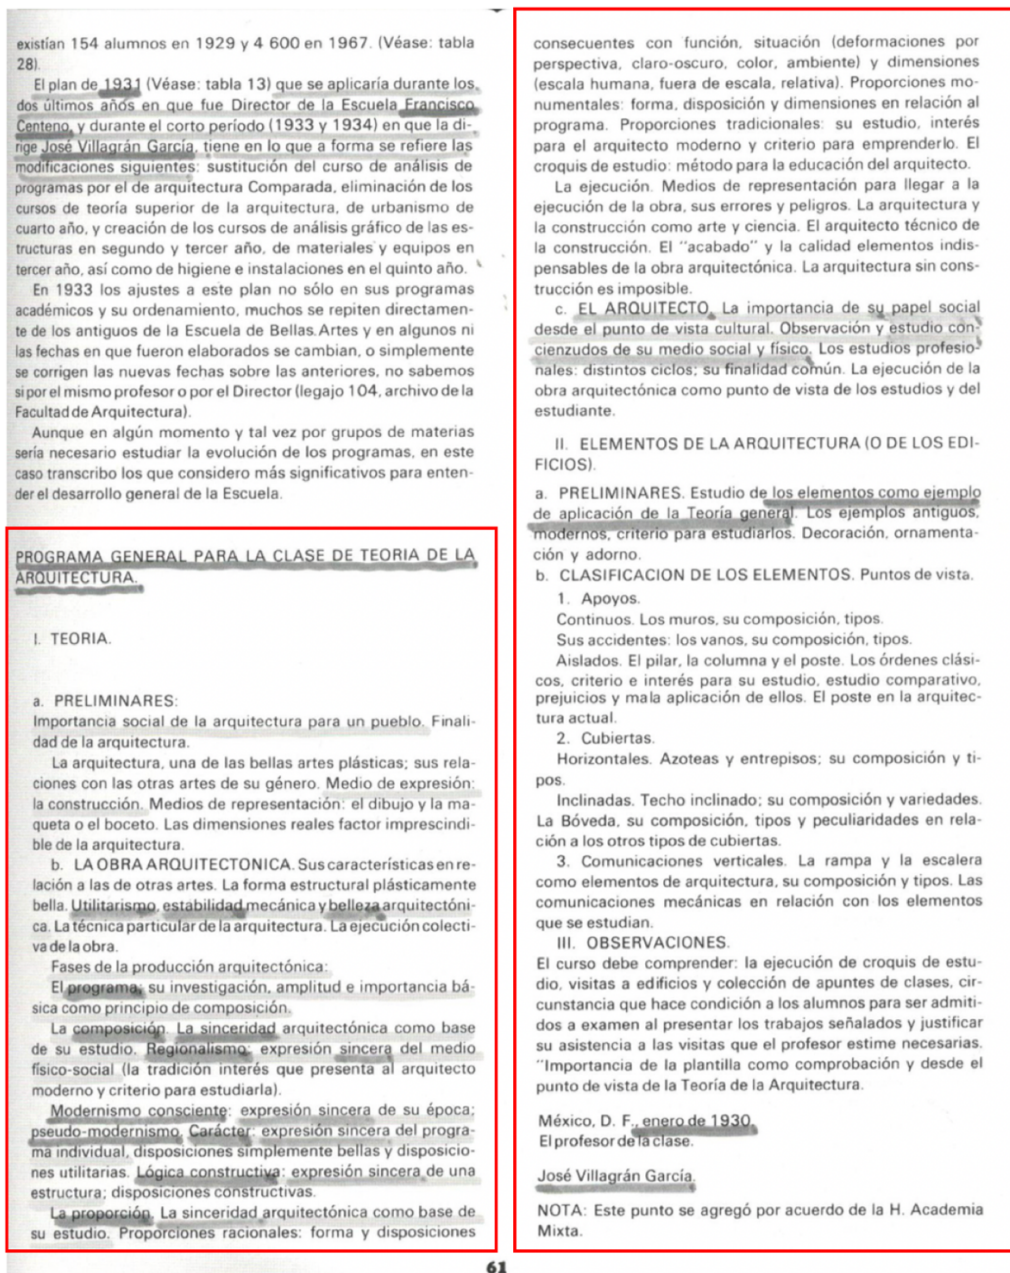 existían 154 alumnos en 1929 y 4 600 en 1967. (Véase: tabla
28).
El plan de 1931 (Véase: tabla 13) que se aplicaría durante los
dos últimos años en que fue Director de la Escuela Francisco
Centeno, y durante el corto período (1933 y 1934) en que la di-
rige José Villagrán García, tiene en lo que a forma se refiere las
modificaciones siguientes: sustitución del curso de análisis de
programas por el de arquitectura Comparada, eliminación de los
cursos de teoría superior de la arquitectura, de urbanismo de
cuarto año, y creación de los cursos de análisis gráfico de las es-
tructuras en segundo y tercer año, de materiales y equipos en
tercer año, así como de higiene e instalaciones en el quinto año.
En 1933 los ajustes a este plan no sólo en sus programas
académicos y su ordenamiento, muchos se repiten directamen-
te de los antiguos de la Escuela de Bellas Artes y en algunos ni
las fechas en que fueron elaborados se cambian, o simplemente
se corrigen las nuevas fechas sobre las anteriores, no sabemos
si por el mismo profesor o por el Director (legajo 104, archivo de la
Facultad de Arquitectura).
Aunque en algún momento y tal vez por grupos de materias
sería necesario estudiar la evolución de los programas, en este
caso transcribo los que considero más significativos para enten-
der el desarrollo general de la Escuela.
PROGRAMA GENERAL PARA LA CLASE DE TEORIA DE LA
ARQUITECTURA.
I. TEORIA.
a. PRELIMINARES:
Importancia social de la arquitectura para un pueblo. Finali-
dad de la arquitectura.
La arquitectura, una de las bellas artes plásticas; sus rela-
ciones con las otras artes de su género. Medio de expresión:
la construcción. Medios de representación: el dibujo y la ma-
queta o el boceto. Las dimensiones reales factor imprescindi-
ble de la arquitectura.
b. LA OBRA ARQUITECTONICA. Sus características en re-
lación a las de otras artes. La forma estructural plásticamente
bella. Utilitarismo, estabilidad mecánica y belleza arquitectóni-
ca. La técnica particular de la arquitectura. La ejecución colecti-
va de la obra.
Fases de la producción arquitectónica:
El programa; su investigación, amplitud e importancia bá-
sica como principio de composición.
La composición. La sinceridad arquitectónica como base
de su estudio. Regionalismo: expresión sincera del medio
físico-social (la tradición interés que presenta al arquitecto
moderno y criterio para estudiarla).
Modernismo consciente: expresión sincera de su época;
pseudo-modernismo. Carácter: expresión sincera del progra-
ma individual, disposiciones simplemente bellas y disposicio-
nes utilitarias. Lógica constructiva: expresión sincera de una
estructura; disposiciones constructivas.
La proporción. La sinceridad arquitectónica como base de
su estudio. Proporciones racionales: forma y disposiciones
consecuentes con función, situación (deformaciones por
perspectiva, claro-oscuro, color, ambiente) y dimensiones
(escala humana, fuera de escala, relativa). Proporciones mo-
numentales: forma, disposición y dimensiones en relación al
programa. Proporciones tradicionales: su estudio, interés
para el arquitecto moderno y criterio para emprenderlo. El
croquis de estudio: método para la educación del arquitecto.
La ejecución. Medios de representación para llegar a la
ejecución de la obra, sus errores y peligros. La arquitectura y
la construcción como arte y ciencia. El arquitecto técnico de
la construcción. El "acabado" y la calidad elementos indis-
pensables de la obra arquitectónica. La arquitectura sin cons-
trucción es imposible.
c. EL ARQUITECTO. La importancia de su papel social
desde el punto de vista cultural. Observación y estudio con-
cienzudos de su medio social y físico. Los estudios profesio-
nales: distintos ciclos; su finalidad común. La ejecución de la
obra arquitectónica como punto de vista de los estudios y del
estudiante.
II. ELEMENTOS DE LA ARQUITECTURA (O DE LOS EDI-
FICIOS).
a. PRELIMINARES. Estudio de los elementos como ejemplo
de aplicación de la Teoría general. Los ejemplos antiguos,
modernos, criterio para estudiarlos. Decoración, ornamenta-
ción y adorno.
b. CLASIFICACION DE LOS ELEMENTOS. Puntos de vista.
1. Apoyos.
Continuos. Los muros, su composición, tipos.
Sus accidentes: los vanos, su composición, tipos.
Aislados. El pilar, la columna y el poste. Los órdenes clási-
cos, criterio e interés para su estudio, estudio comparativo,
prejuicios y mala aplicación de ellos. El poste en la arquitec-
tura actual.
2. Cubiertas.
Horizontales. Azoteas y entrepisos; su composición y ti-
pos.
Inclinadas. Techo inclinado; su composición y variedades.
La Bóveda, su composición, tipos y peculiaridades en rela-
ción a los otros tipos de cubiertas.
3. Comunicaciones verticales. La rampa y la escalera
como elementos de arquitectura, su composición y tipos. Las
comunicaciones mecánicas en relación con los elementos
que se estudian.
III. OBSERVACIONES.
El curso debe comprender: la ejecución de croquis de estu-
dio, visitas a edificios y colección de apuntes de clases, cir-
cunstancia que hace condición a los alumnos para ser admiti-
dos a examen al presentar los trabajos señalados y justificar
su asistencia a las visitas que el profesor estime necesarias.
"Importancia de la plantilla como comprobación y desde el
punto de vista de la Teoría de la Arquitectura.
México, D. F., enero de 1930.
El profesor de la clase.
José Villagrán García.
NOTA: Este punto se agregó por acuerdo de la H. Academia
Mixta.
61